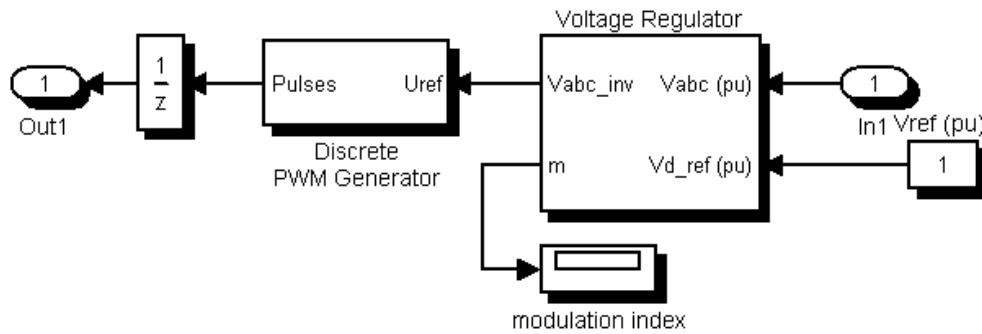 Voltage Regulator
1
Out1
1
z
Pulses
Uref
Discrete
PWM Generator
Vabc_inv
Vabc (pu)
m
Vd_ref (pu)
1
In1
Vref (pu)
1
modulation index